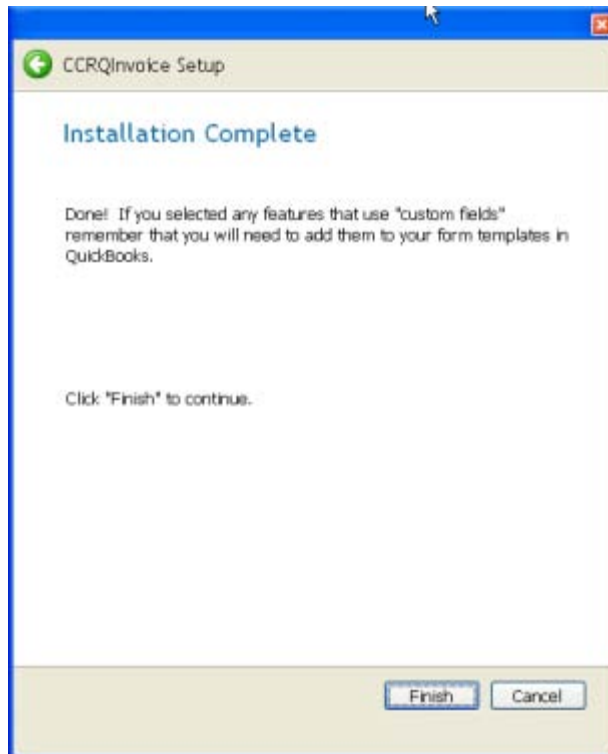 CCRQInvoice Setup
Installation Complete
Done! If you selected any features that use "custom fields"
remember that you will need to add them to your form templates in
QuickBooks.
Click "Finish" to continue.
Finish Cancel